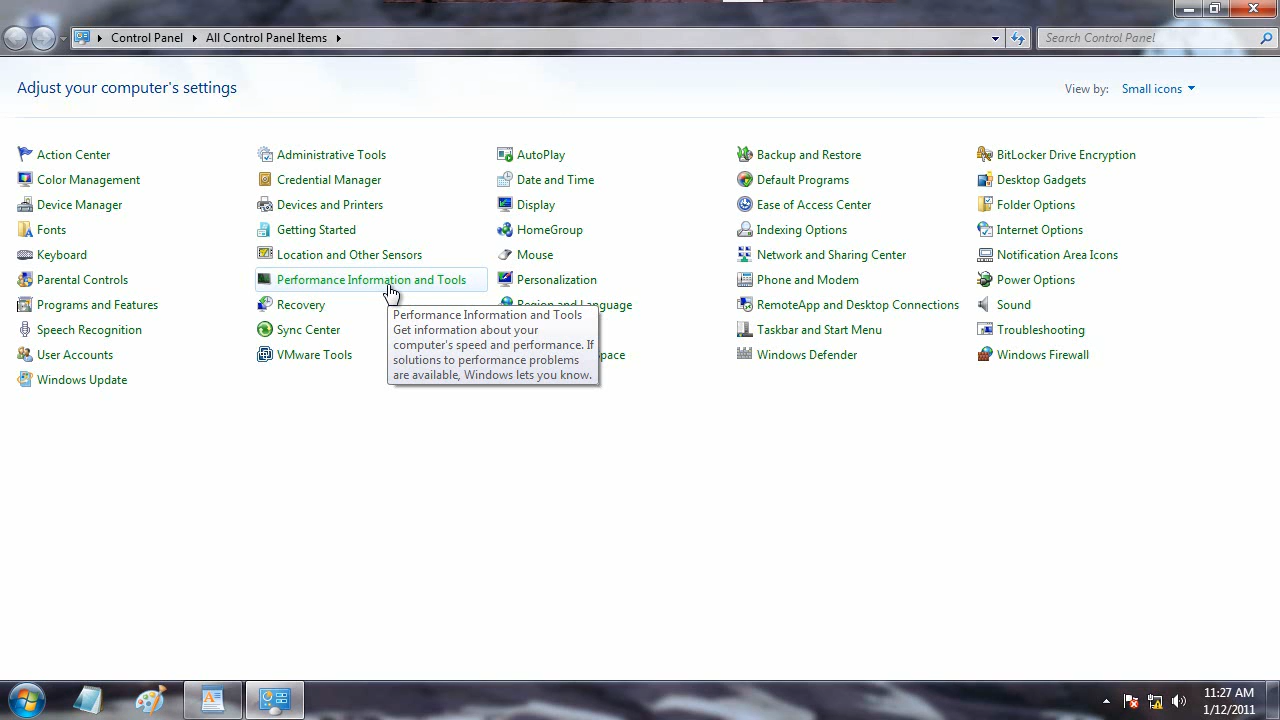 Control Panel All Control Panel Items
Search Control Panel
Adjust your computer's settings
View by: Small icons
Action Center
Administrative Tools
AutoPlay
Backup and Restore
BitLocker Drive Encryption
Color Management
Credential Manager
Date and Time
Default Programs
Desktop Gadgets
Device Manager
Devices and Printers
Display
Ease of Access Center
Folder Options
Fonts
Getting Started
HomeGroup
Indexing Options
Internet Options
Keyboard
Location and Other Sensors
Mouse
Network and Sharing Center
Notification Area Icons
Parental Controls
Performance Information and Tools
Personalization
Phone and Modem
Power Options
Programs and Features
Recovery
Region and Language
RemoteApp and Desktop Connections
Sound
Speech Recognition
Sync Center
Taskbar and Start Menu
Troubleshooting
User Accounts
VMware Tools
Windows Defender
Windows Firewall
Windows Update
Performance Information and Tools
Get information about your
computer's speed and performance. If
solutions to performance problems
are available, Windows lets you know.
11:27 AM
1/12/2011